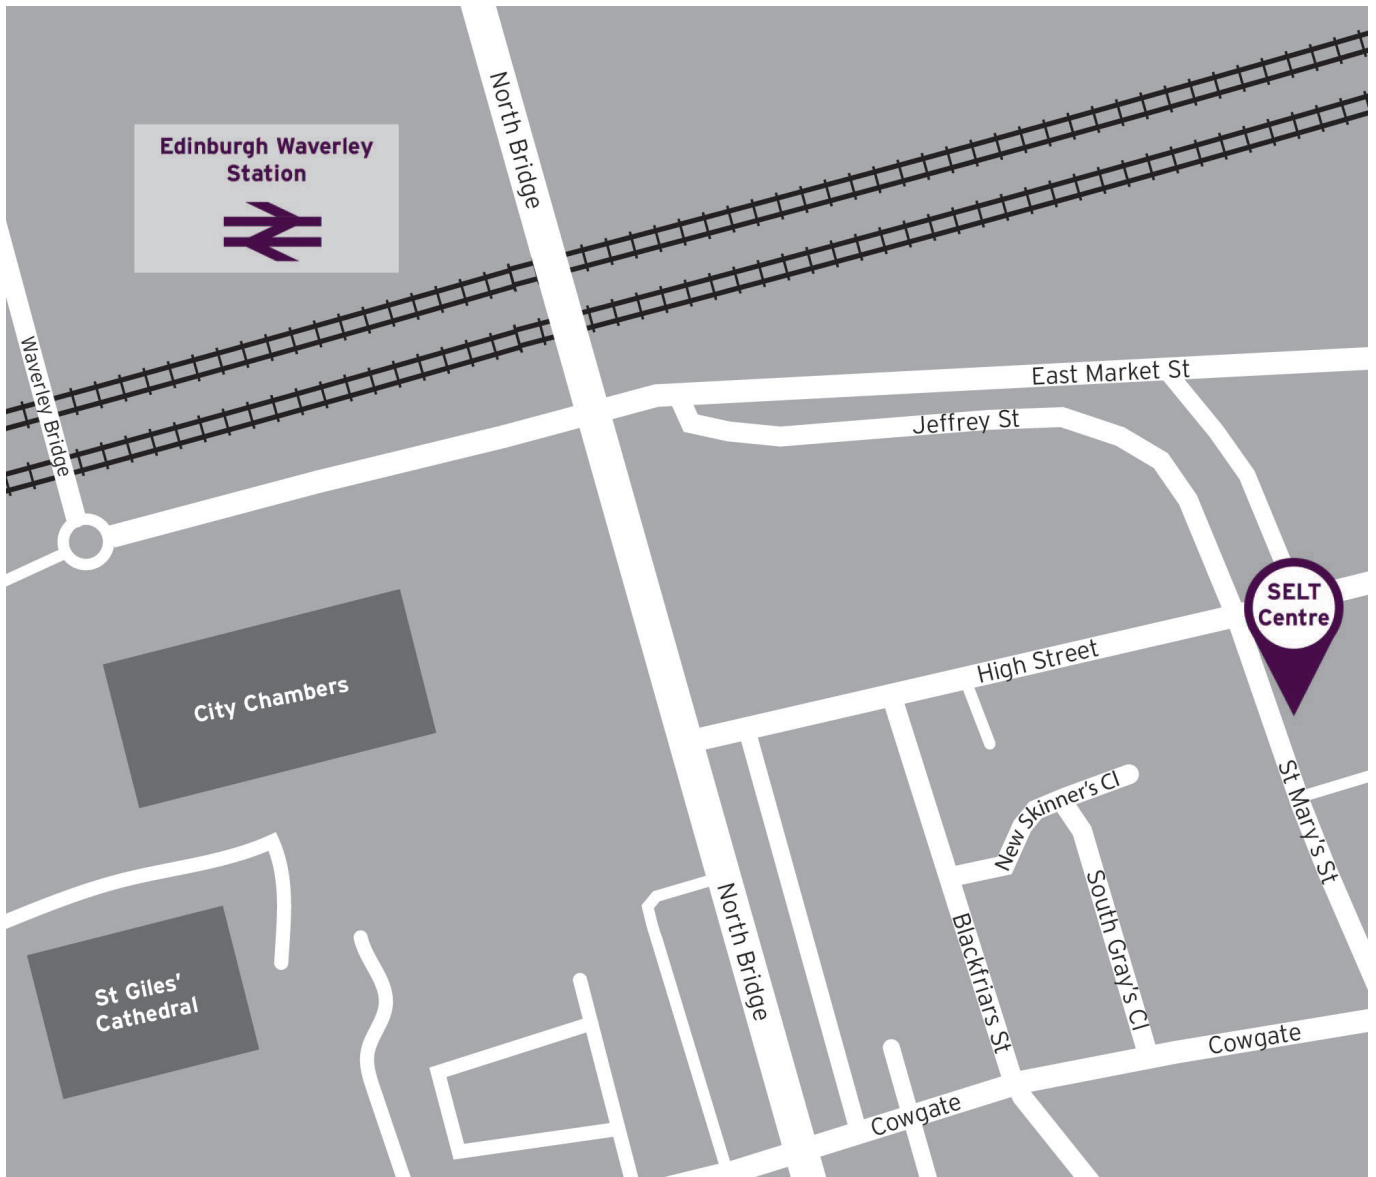 North Bridge
Edinburgh Waverley
Station
Waverley Bridge
East Market St
Jeffrey St
SELT
Centre
High Street
City Chambers
New Skinner's Cl
St Mary's St
South Gray's Cl
North Bridge
Blackfriars St
St Giles'
Cathedral
Cowgate
Cowgate